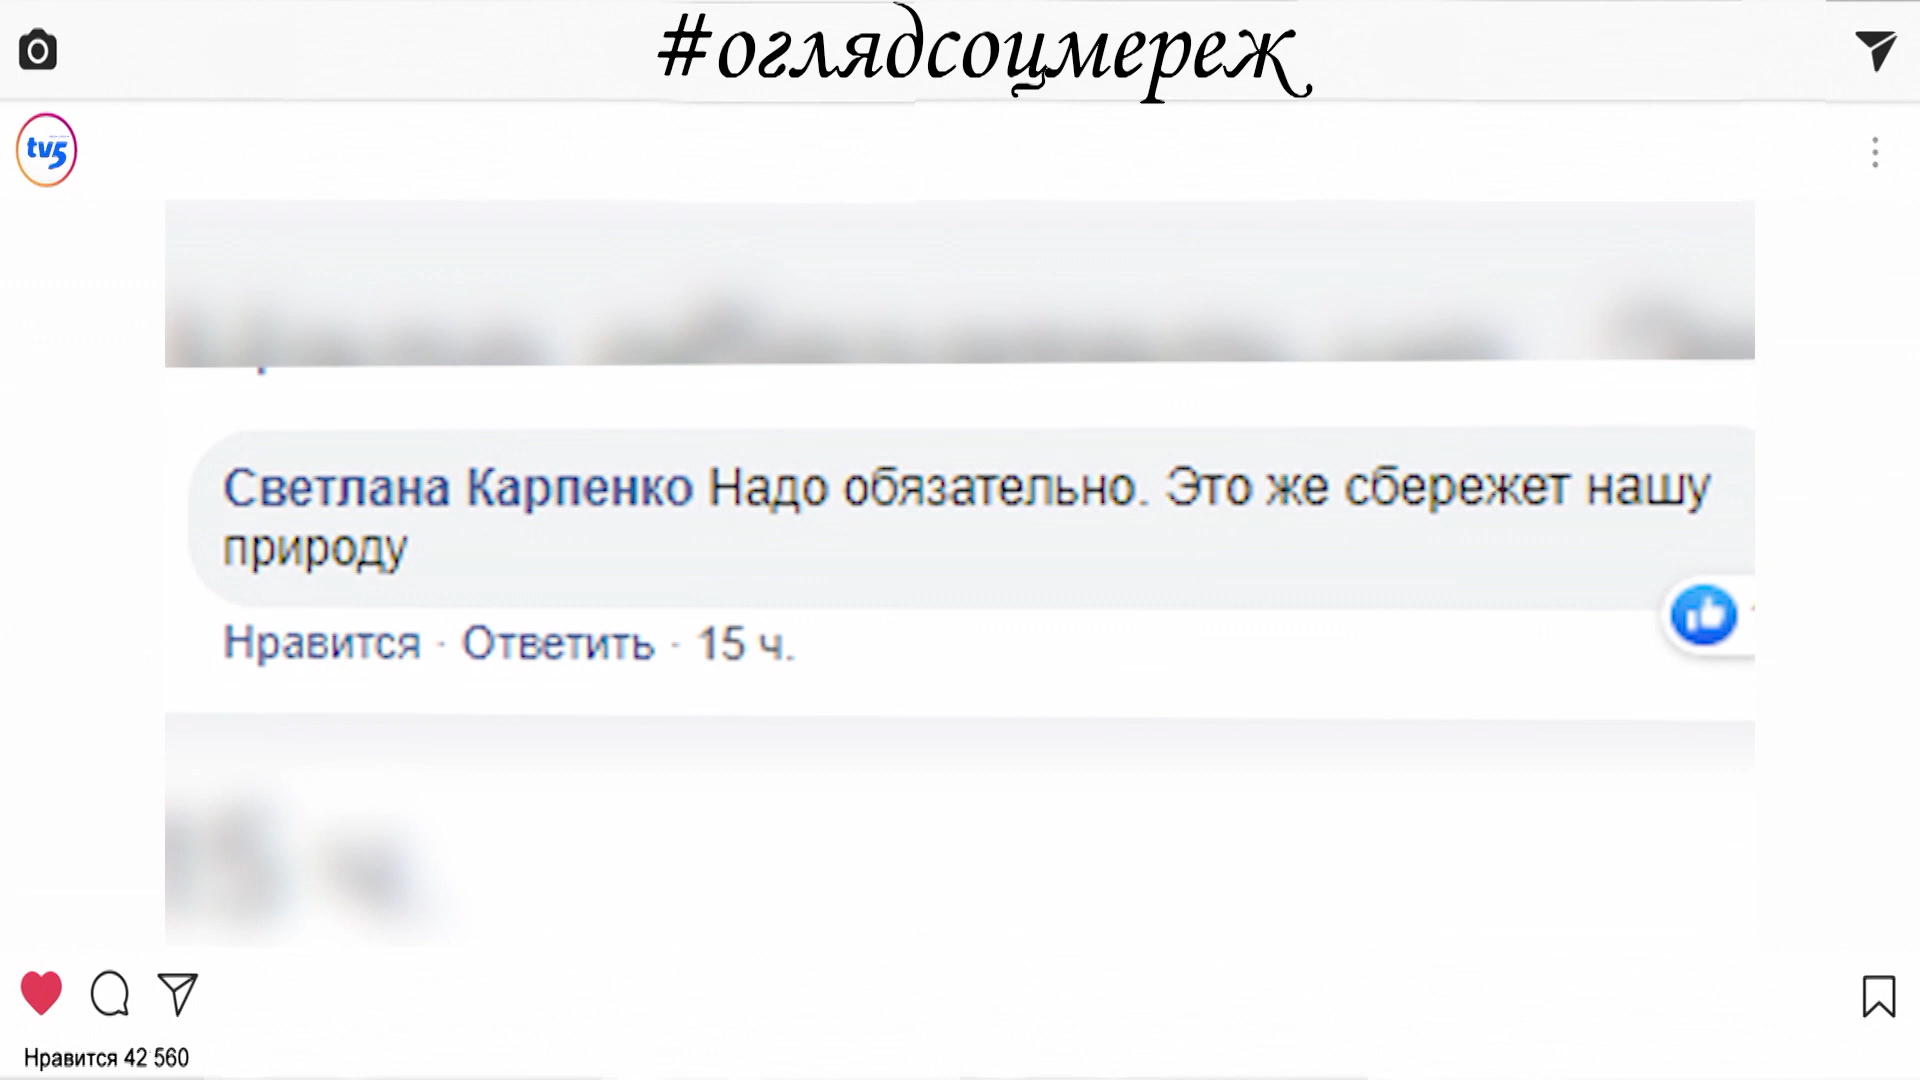 #оглядсоцмереж
tv5
Светлана Карпенко Надо обязательно. Это же сбережет нашу
природу
Нравится · Ответить · 15 ч.
Нравится 42 560